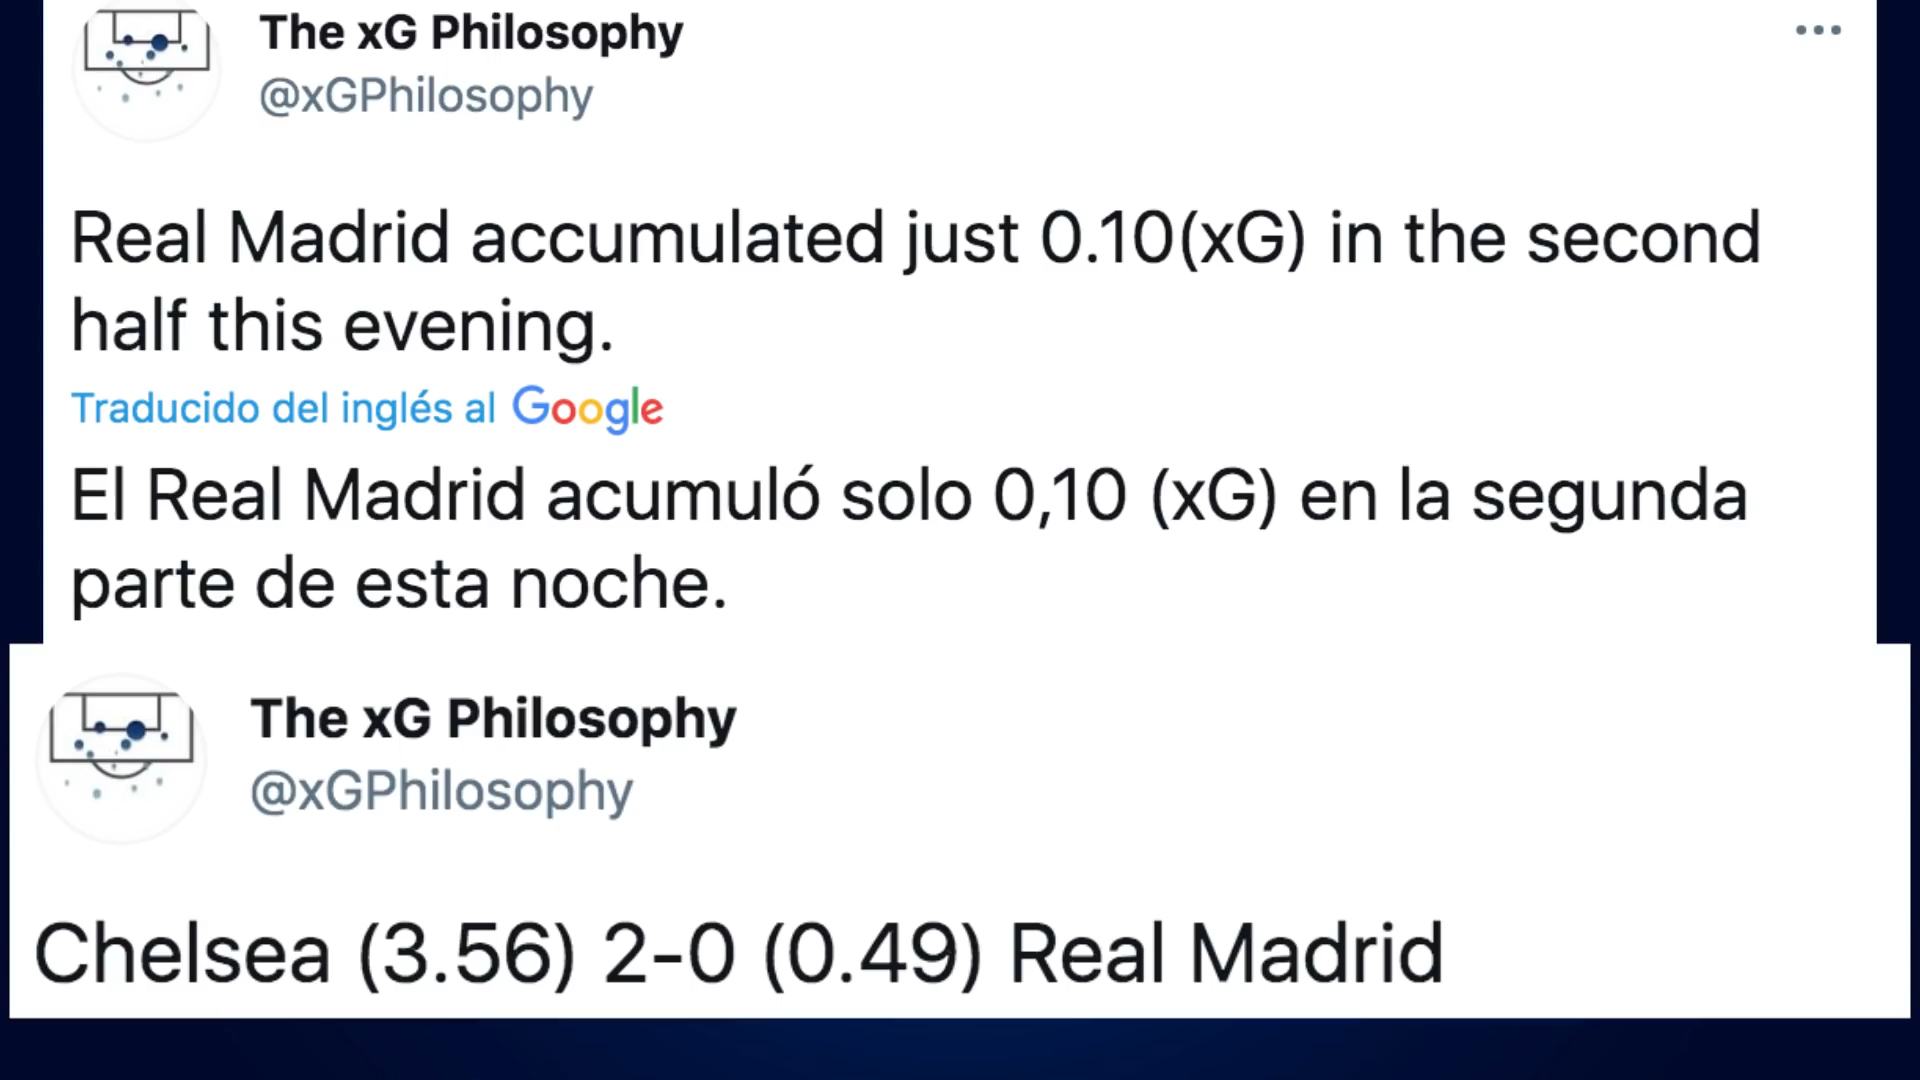 The xG Philosophy
@xGPhilosophy
Real Madrid accumulated just 0.10(xG) in the second
half this evening.
Traducido del inglés al Google
El Real Madrid acumuló solo 0,10 (xG) en la segunda
parte de esta noche.
The xG Philosophy
@xGPhilosophy
Chelsea (3.56) 2-0 (0.49) Real Madrid